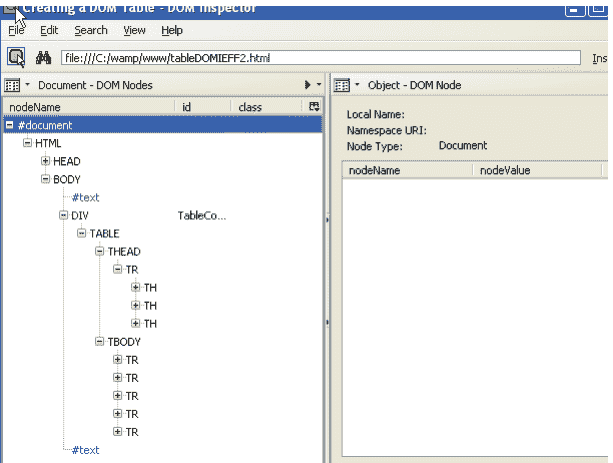 Creating a DOM Table - DOM Inspector
File Edit Search View Help
file:///C:/wamp/www/tableDOMIEFF2.html Ins
Document - DOM Nodes
nodeName id class
#document
HTML
HEAD
BODY
#text
DIV TableCo...
TABLE
THEAD
TR
TH
TH
TH
TBODY
TR
TR
TR
TR
TR
#text
Object - DOM Node
Local Name:
Namespace URI:
Node Type: Document
nodeName nodeValue